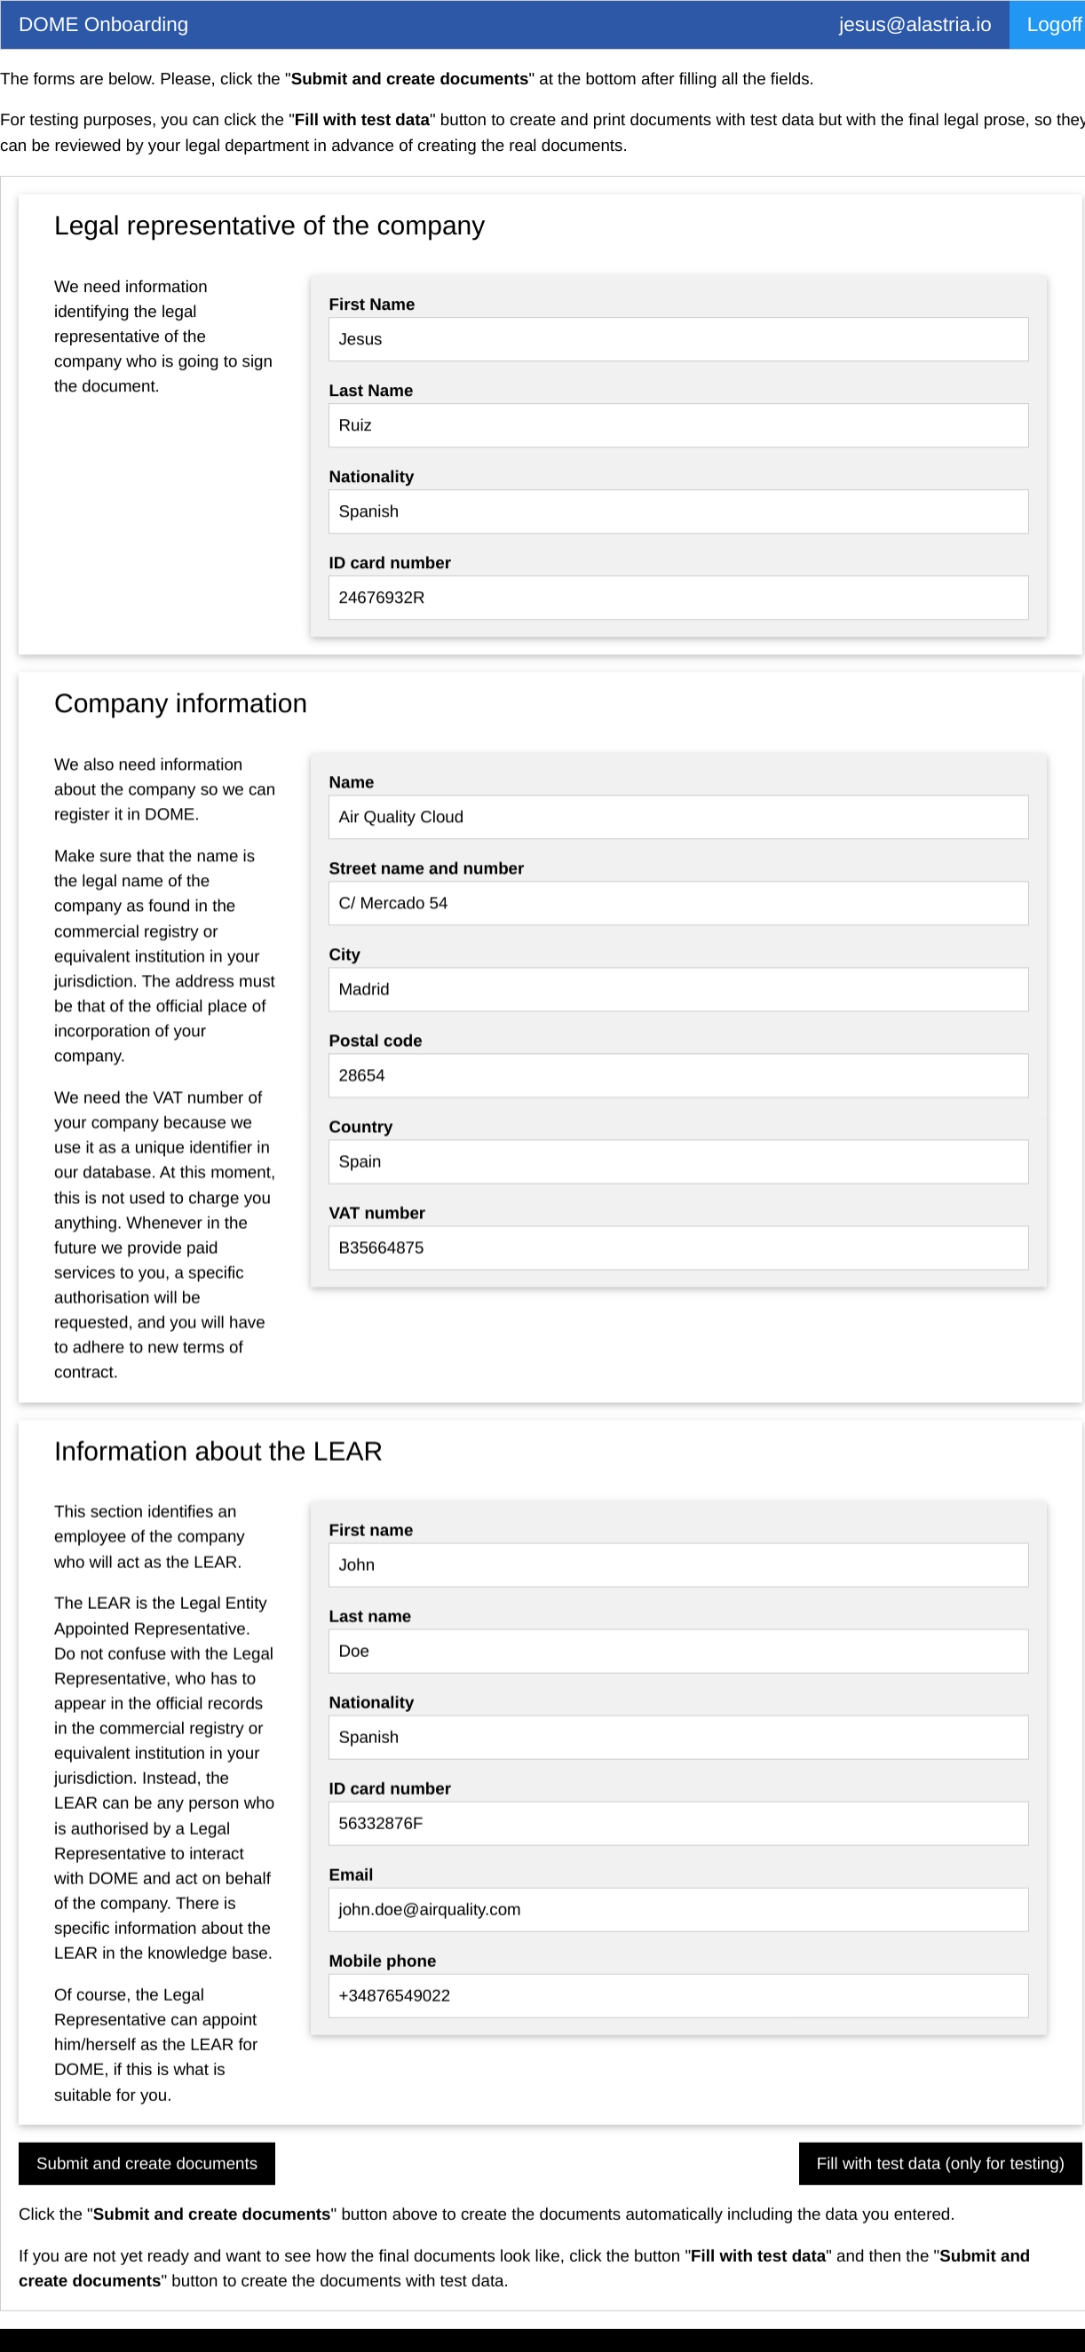 DOME Onboarding
jesus@alastria.io
Logoff
The forms are below. Please, click the "Submit and create documents" at the bottom after filling all the fields.
For testing purposes, you can click the "Fill with test data" button to create and print documents with test data but with the final legal prose, so they
can be reviewed by your legal department in advance of creating the real documents.
Legal representative of the company
We need information
identifying the legal
representative of the
company who is going to sign
the document.
First Name
Jesus
Last Name
Ruiz
Nationality
Spanish
ID card number
24676932R
Company information
We also need information
about the company so we can
register it in DOME.
Make sure that the name is
the legal name of the
company as found in the
commercial registry or
equivalent institution in your
jurisdiction. The address must
be that of the official place of
incorporation of your
company.
We need the VAT number of
your company because we
use it as a unique identifier in
our database. At this moment,
this is not used to charge you
anything. Whenever in the
future we provide paid
services to you, a specific
authorisation will be
requested, and you will have
to adhere to new terms of
contract.
Name
Air Quality Cloud
Street name and number
C/ Mercado 54
City
Madrid
Postal code
28654
Country
Spain
VAT number
B35664875
Information about the LEAR
This section identifies an
employee of the company
who will act as the LEAR.
The LEAR is the Legal Entity
Appointed Representative.
Do not confuse with the Legal
Representative, who has to
appear in the official records
in the commercial registry or
equivalent institution in your
jurisdiction. Instead, the
LEAR can be any person who
is authorised by a Legal
Representative to interact
with DOME and act on behalf
of the company. There is
specific information about the
LEAR in the knowledge base.
Of course, the Legal
Representative can appoint
him/herself as the LEAR for
DOME, if this is what is
suitable for you.
First name
John
Last name
Doe
Nationality
Spanish
ID card number
56332876F
Email
john.doe@airquality.com
Mobile phone
+34876549022
Submit and create documents
Fill with test data (only for testing)
Click the "Submit and create documents" button above to create the documents automatically including the data you entered.
If you are not yet ready and want to see how the final documents look like, click the button "Fill with test data" and then the "Submit and
create documents" button to create the documents with test data.